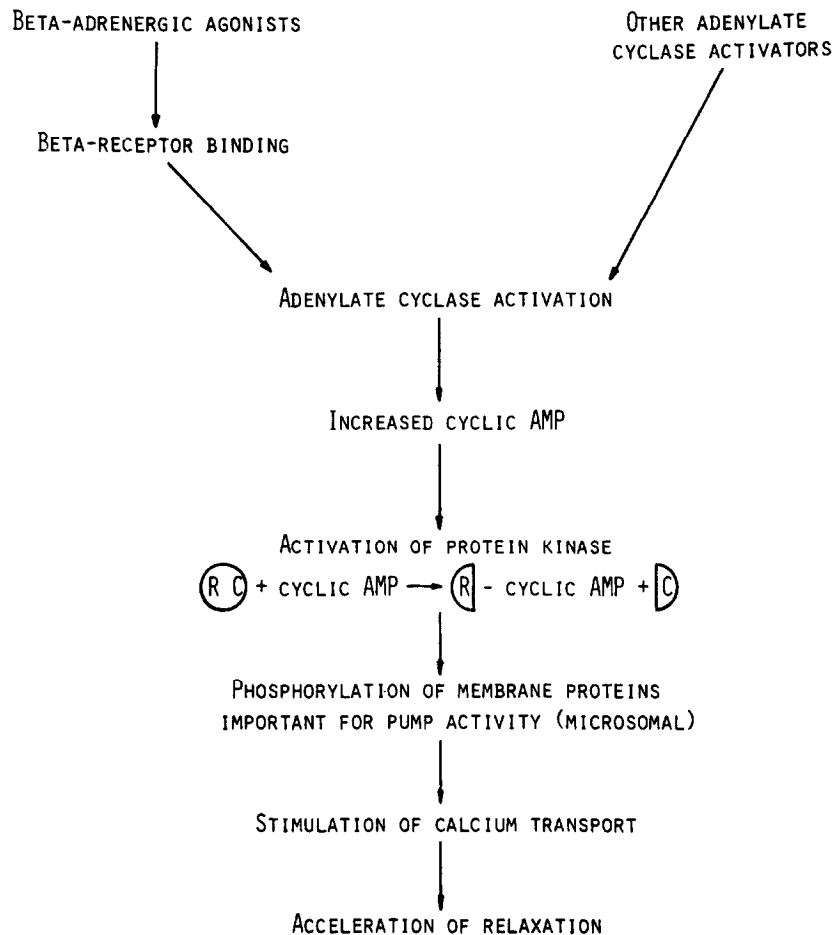 BETA-ADRENERGIC AGONISTS
OTHER ADENYLATE
CYCLASE ACTIVATORS
BETA-RECEPTOR BINDING
ADENYLATE CYCLASE ACTIVATION
INCREASED CYCLIC AMP
ACTIVATION OF PROTEIN KINASE
R C + CYCLIC AMP → R - CYCLIC AMP + C
PHOSPHORYLATION OF MEMBRANE PROTEINS
IMPORTANT FOR PUMP ACTIVITY (MICROSOMAL)
STIMULATION OF CALCIUM TRANSPORT
ACCELERATION OF RELAXATION